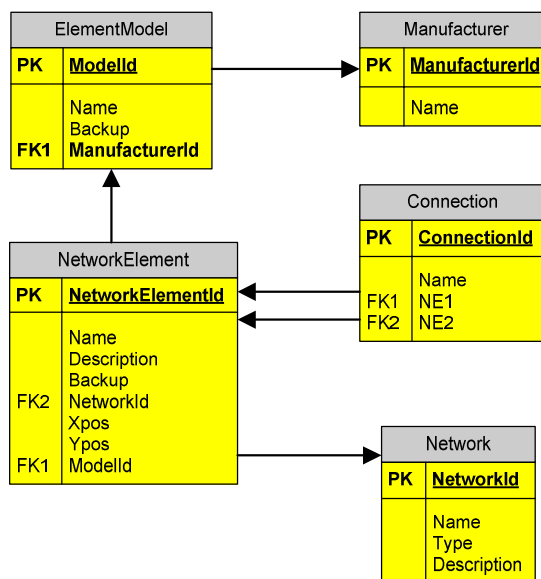 ElementModel
PK ModelId
Name
Backup
FK1 ManufacturerId
Manufacturer
PK ManufacturerId
Name
Connection
PK ConnectionId
Name
FK1 NE1
FK2 NE2
NetworkElement
PK NetworkElementId
Name
Description
Backup
FK2 NetworkId
Xpos
Ypos
FK1 ModelId
Network
PK NetworkId
Name
Type
Description